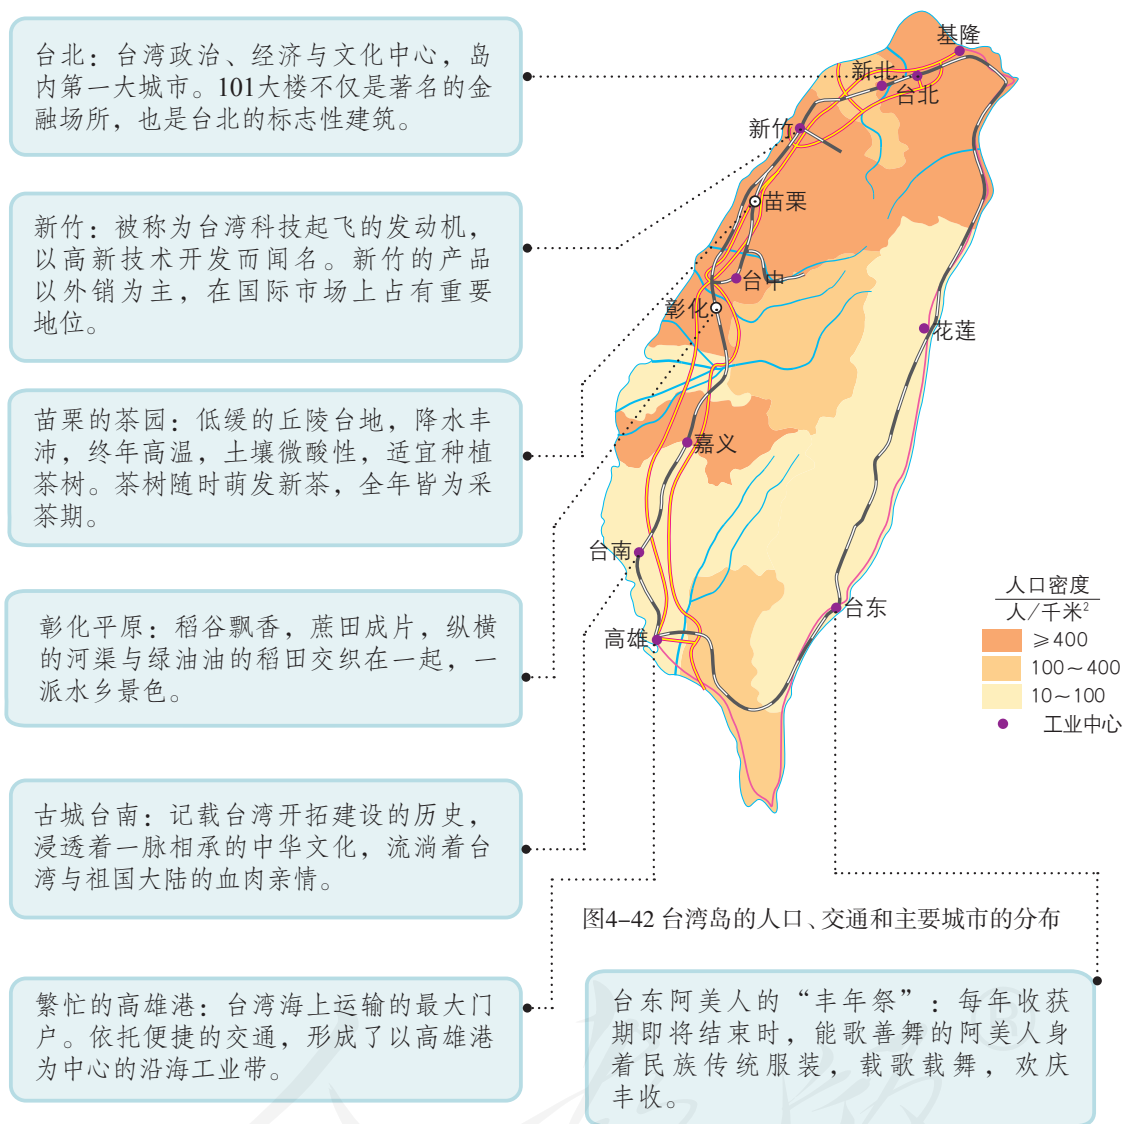 台北：台湾政治、经济与文化中心，岛
内第一大城市。101大楼不仅是著名的金
融场所，也是台北的标志性建筑。
新竹：被称为台湾科技起飞的发动机，
以高新技术开发而闻名。新竹的产品
以外销为主，在国际市场上占有重要
地位。
苗栗的茶园：低缓的丘陵台地，降水丰
沛，终年高温，土壤微酸性，适宜种植
茶树。茶树随时萌发新茶，全年皆为采
茶期。
彰化平原：稻谷飘香，蔗田成片，纵横
的河渠与绿油油的稻田交织在一起，一
派水乡景色。
古城台南：记载台湾开拓建设的历史，
浸透着一脉相承的中华文化，流淌着台
湾与祖国大陆的血肉亲情。
繁忙的高雄港：台湾海上运输的最大门
户。依托便捷的交通，形成了以高雄港
为中心的沿海工业带。
基隆
新北
台北
新竹
苗栗
台中
彰化
花莲
嘉义
台南
台东
高雄
人口密度
人/千米²
≥400
100～400
10～100
工业中心
图4-42 台湾岛的人口、交通和主要城市的分布
台东阿美人的“丰年祭”：每年收获
期即将结束时，能歌善舞的阿美人身
着民族传统服装，载歌载舞，欢庆
丰收。